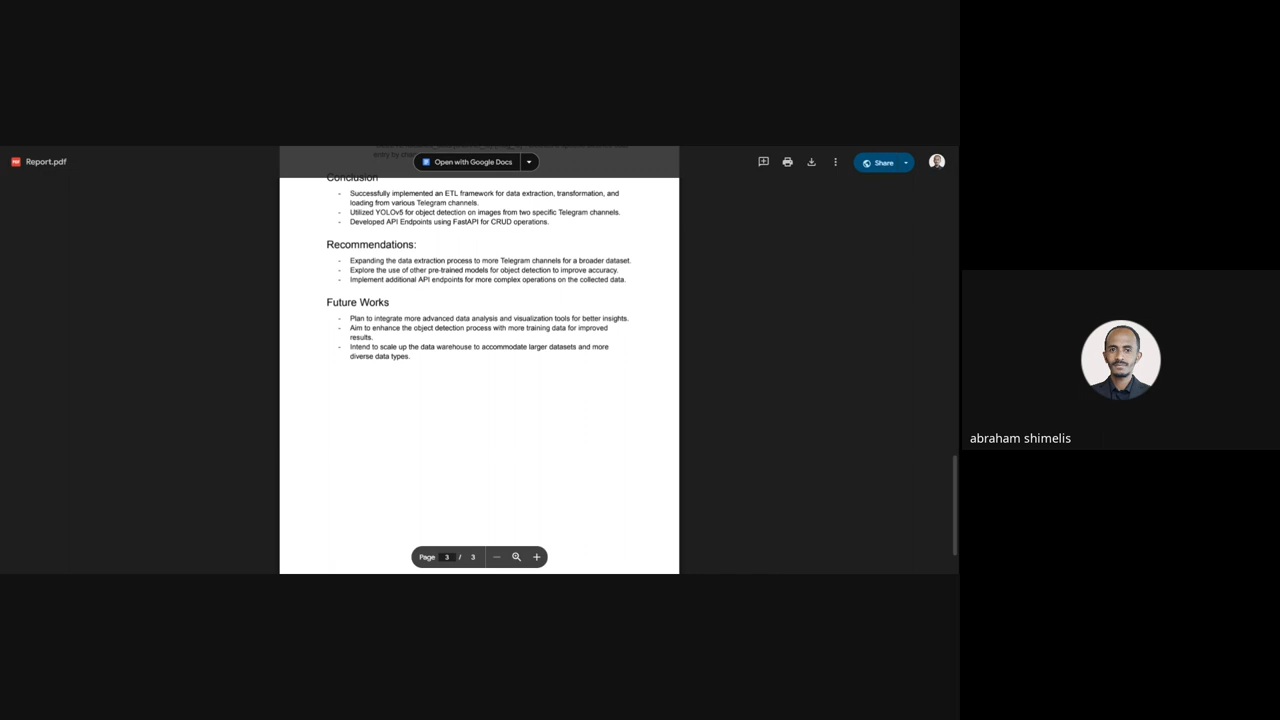 Report.pdf
entry by
Open with Google Docs
Share
Conclusion
- Successfully implemented an ETL framework for data extraction, transformation, and
loading from various Telegram channels.
- Utilized YOLOv5 for object detection on images from two specific Telegram channels.
- Developed API Endpoints using FastAPI for CRUD operations.
Recommendations:
- Expanding the data extraction process to more Telegram channels for a broader dataset.
- Explore the use of other pre-trained models for object detection to improve accuracy.
- Implement additional API endpoints for more complex operations on the collected data.
Future Works
- Plan to integrate more advanced data analysis and visualization tools for better insights.
- Aim to enhance the object detection process with more training data for improved
results.
- Intend to scale up the data warehouse to accommodate larger datasets and more
diverse data types.
Page 3 / 3
abraham shimelis